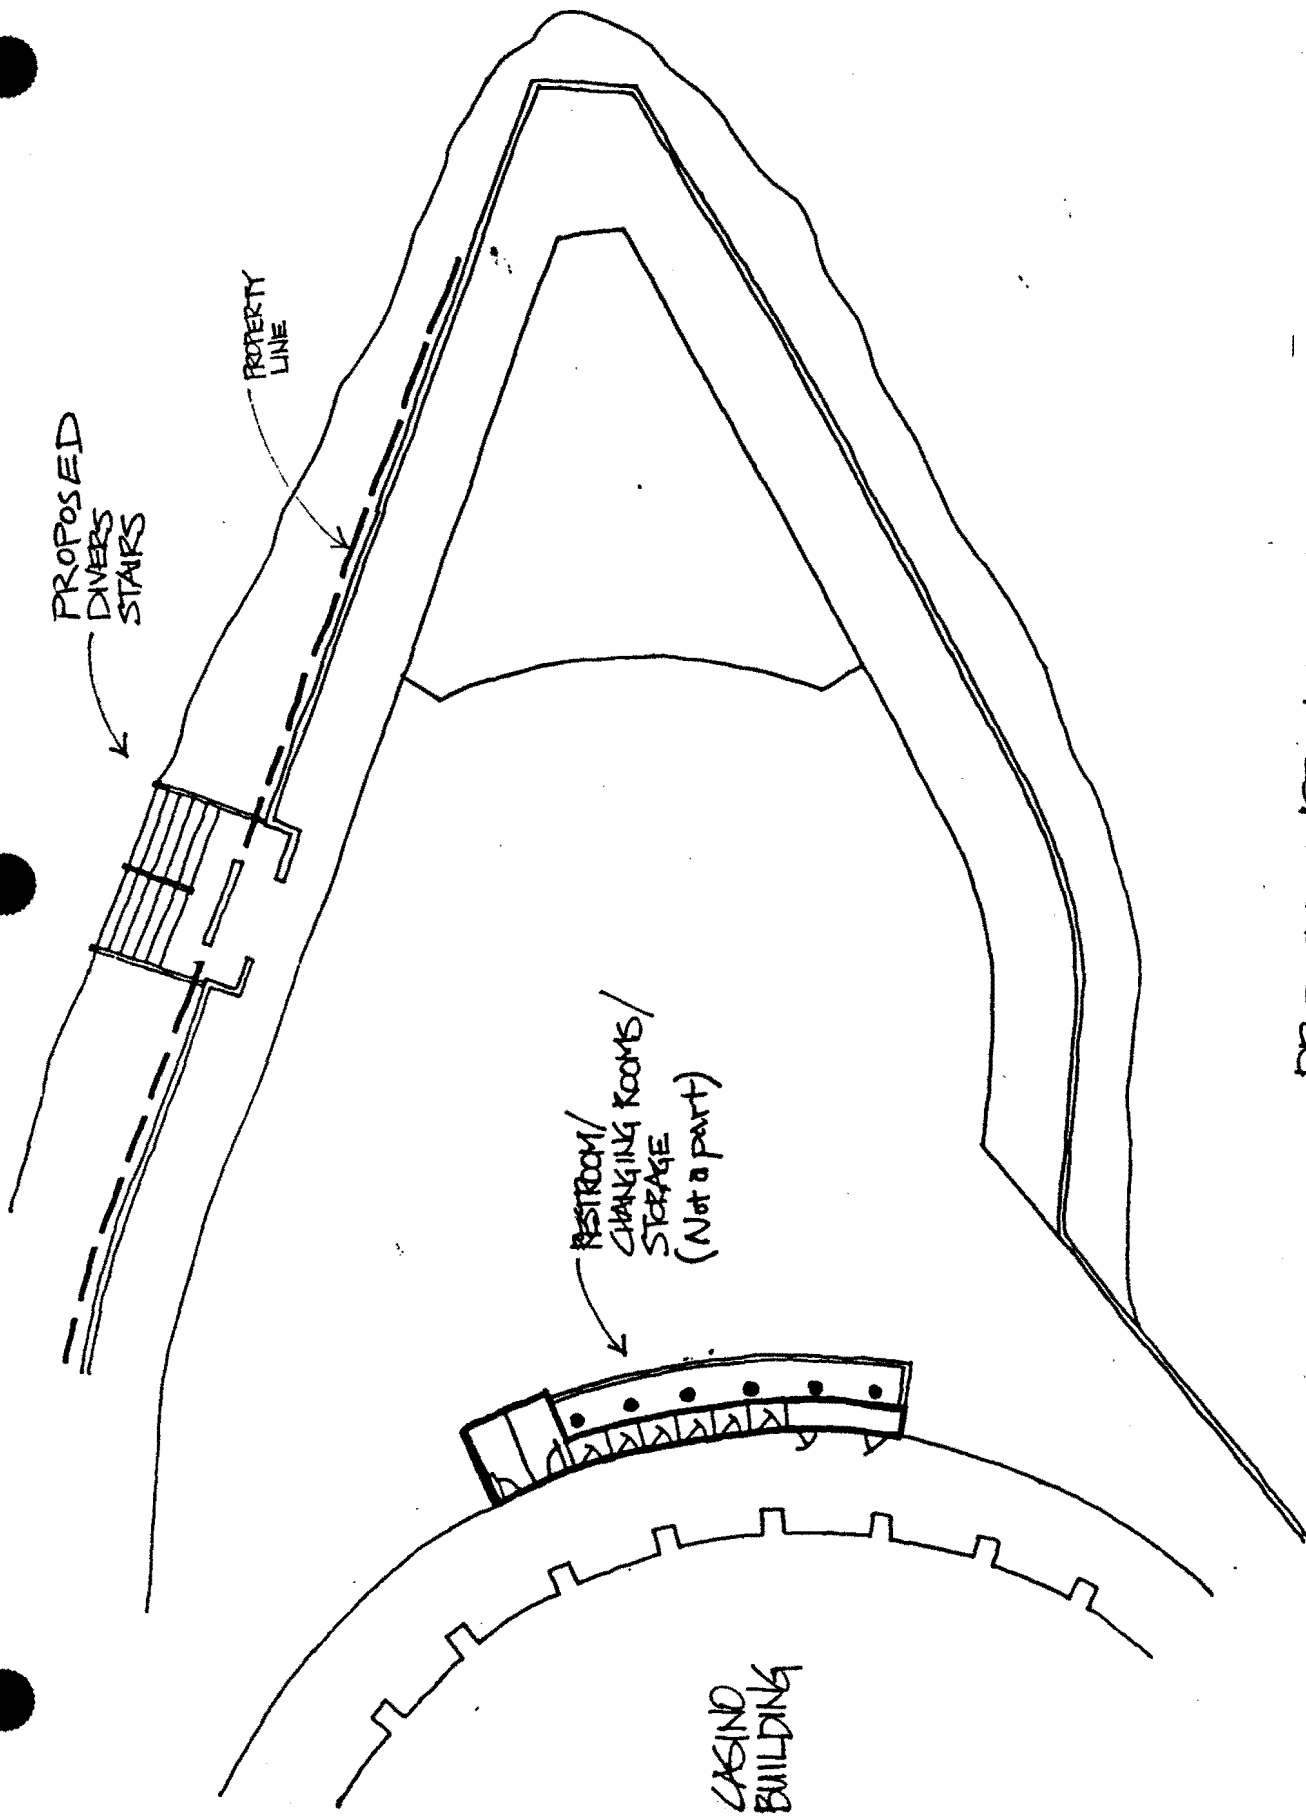 PROPOSED
DIVERS
STAIRS
PROPERTY
LINE
RESTROOM/
CHANGING ROOMS/
STORAGE
(Not a part)
CASINO
BUILDING